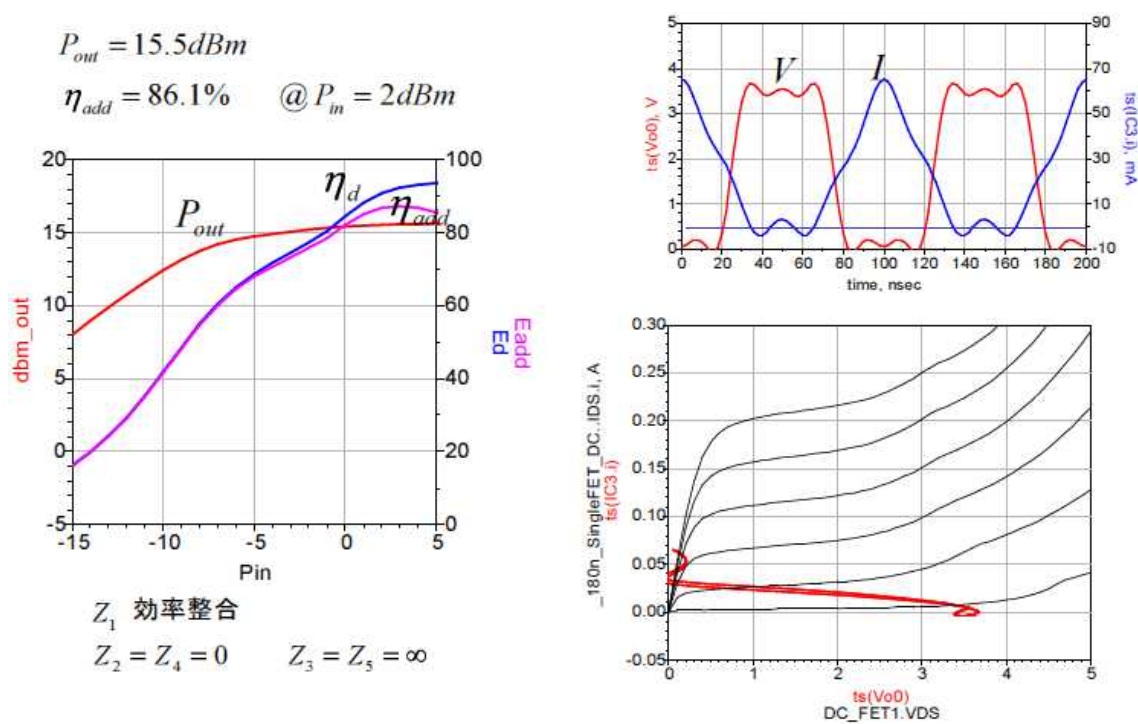 P_out = 15.5dBm
η_add = 86.1% @ P_in = 2dBm
20
15
10
5
0
-5
100
80
60
40
20
0
-15 -10 -5 0 5
dbm_out
Eadd
Ed
P_out
η_d
η_add
Pin
Z_1 効率整合
Z_2 = Z_4 = 0 Z_3 = Z_5 = ∞
5
4
3
2
1
0
90
70
50
30
10
-10
0 20 40 60 80 100 120 140 160 180 200
ts(Vo0), V
ts(IC3.i), mA
V
I
time, nsec
0.30
0.25
0.20
0.15
0.10
0.05
0.00
-0.05
0 1 2 3 4 5
_180n_SingleFET_DC..IDS.i, A
ts(IC3.i)
ts(Vo0)
DC_FET1.VDS